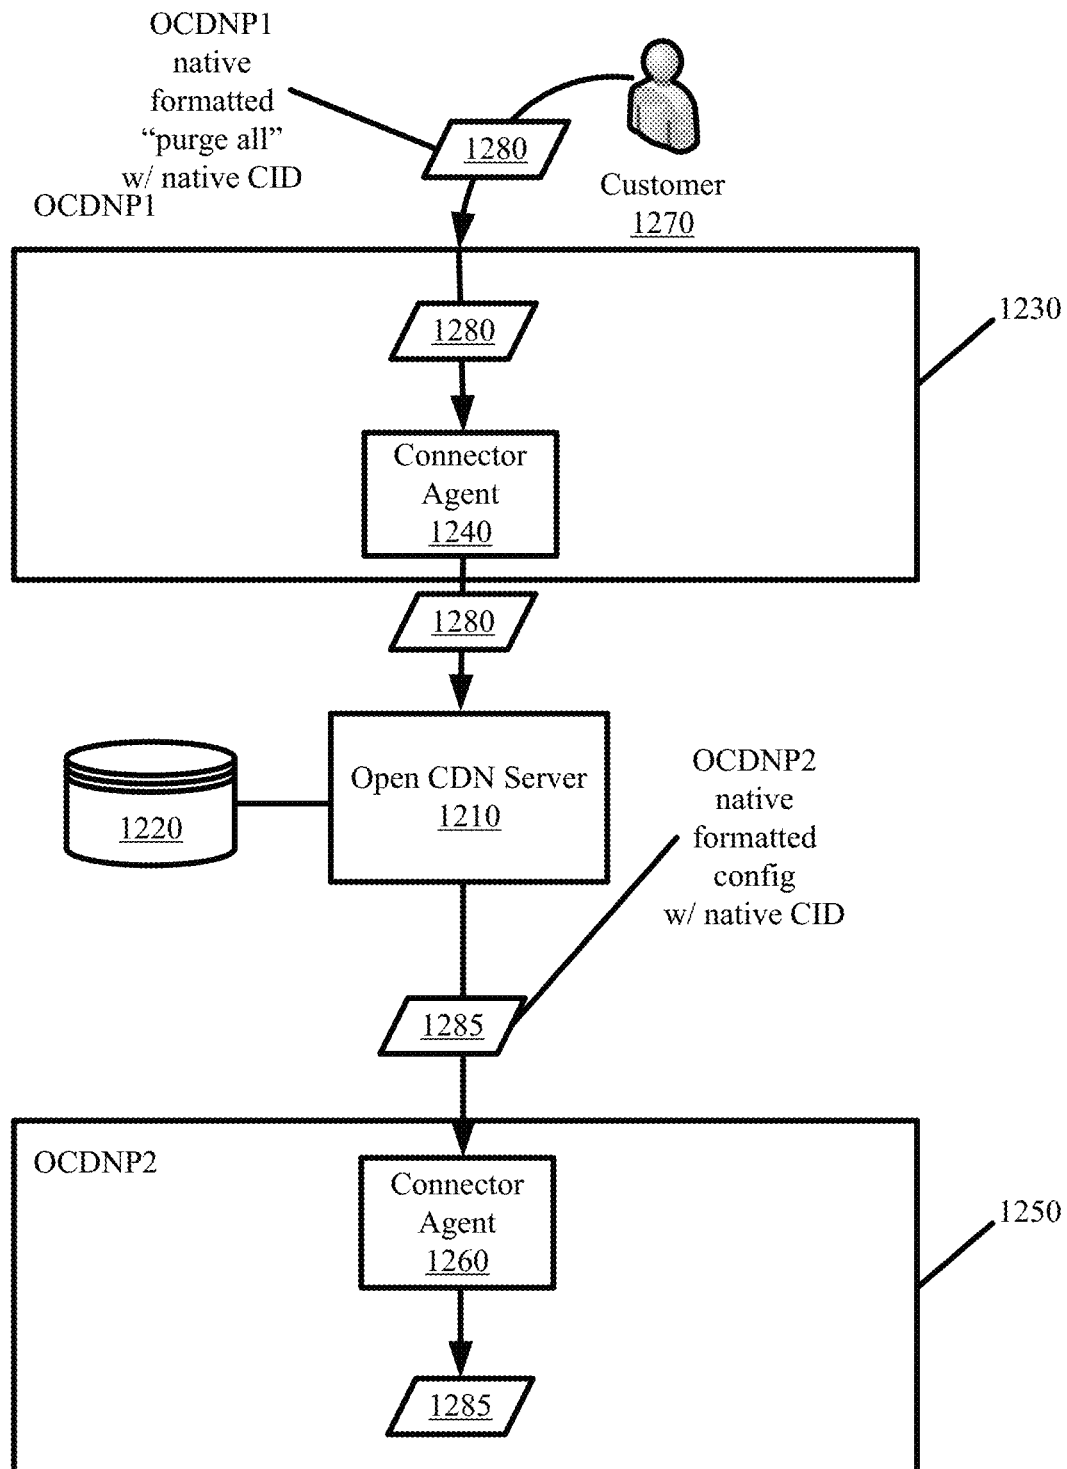 OCDNP1
native
formatted
“purge all”
w/ native CID
1280
Customer
1270
OCDNP1
1280
1230
Connector
Agent
1240
1280
Open CDN Server
1210
1220
OCDNP2
native
formatted
config
w/ native CID
1285
OCDNP2
Connector
Agent
1260
1250
1285